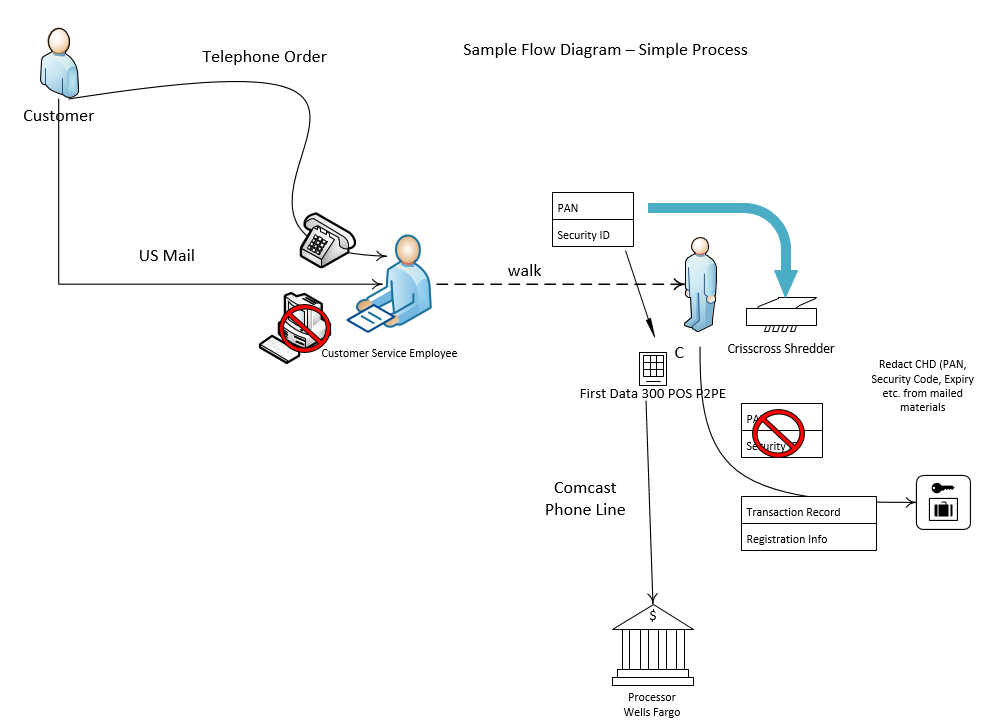 Sample Flow Diagram – Simple Process
Telephone Order
Customer
US Mail
Customer Service Employee
walk
PAN
Security ID
Crisscross Shredder
C
First Data 300 POS P2PE
Redact CHD (PAN,
Security Code, Expiry
etc. from mailed
materials
Comcast
Phone Line
Transaction Record
Registration Info
$
Processor
Wells Fargo